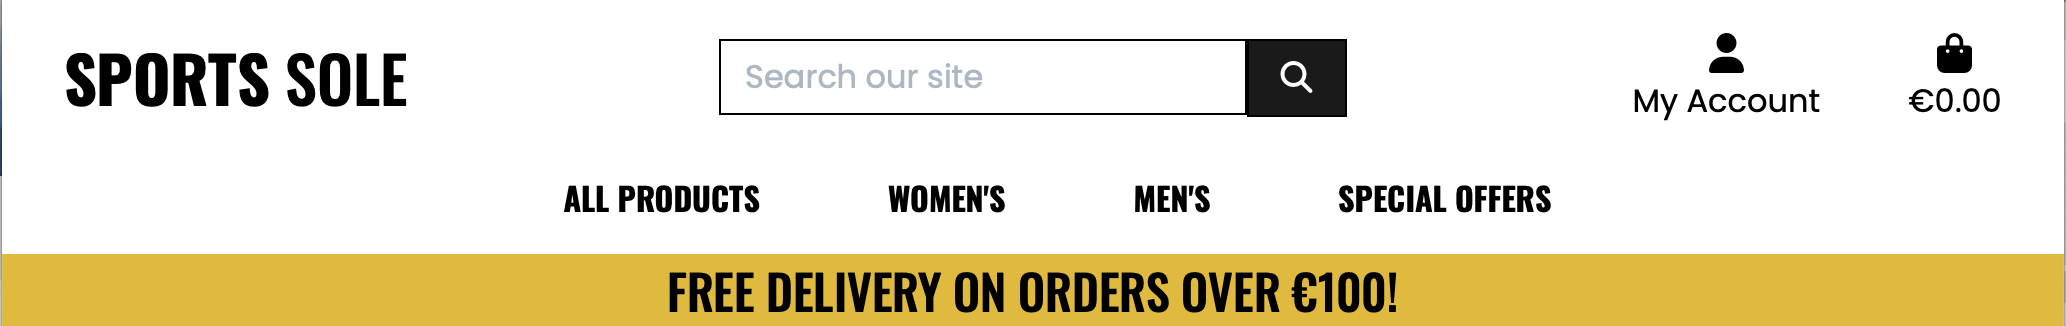 SPORTS SOLE
Search our site
My Account
€0.00
ALL PRODUCTS
WOMEN'S
MEN'S
SPECIAL OFFERS
FREE DELIVERY ON ORDERS OVER €100!